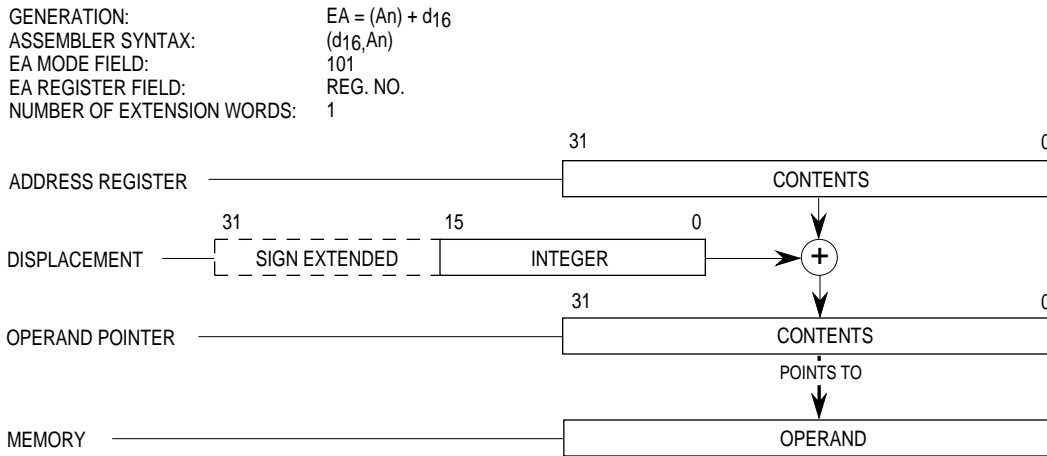 GENERATION: EA = (An) + d16
ASSEMBLER SYNTAX: (d16,An)
EA MODE FIELD: 101
EA REGISTER FIELD: REG. NO.
NUMBER OF EXTENSION WORDS: 1
31 0
ADDRESS REGISTER CONTENTS
31 15 0
DISPLACEMENT SIGN EXTENDED INTEGER +
31 0
OPERAND POINTER CONTENTS
POINTS TO
MEMORY OPERAND